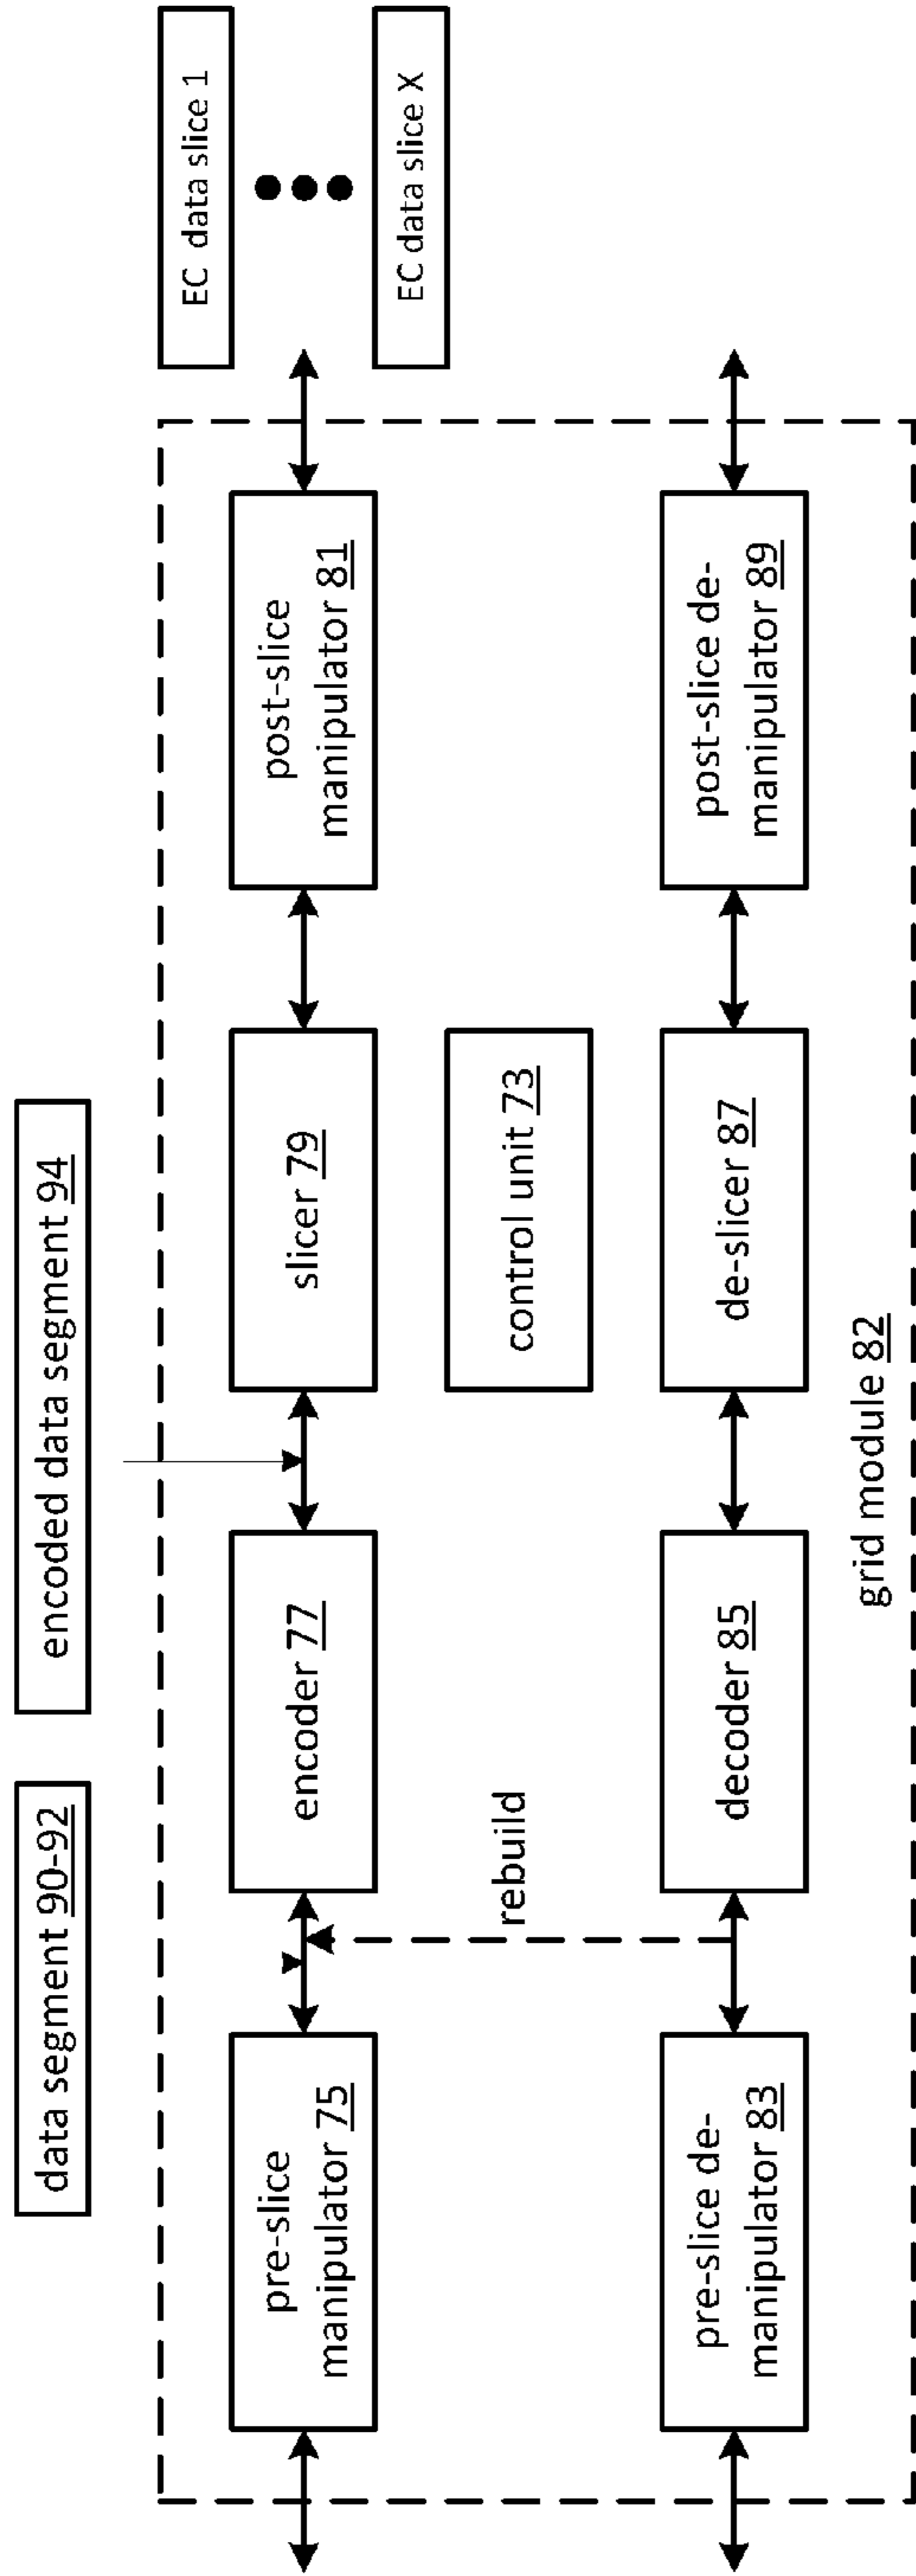 data segment 90-92
encoded data segment 94
EC data slice 1
EC data slice X
pre-slice
manipulator 75
encoder 77
slicer 79
post-slice
manipulator 81
rebuild
control unit 73
pre-slice de-
manipulator 83
decoder 85
de-slicer 87
post-slice de-
manipulator 89
grid module 82